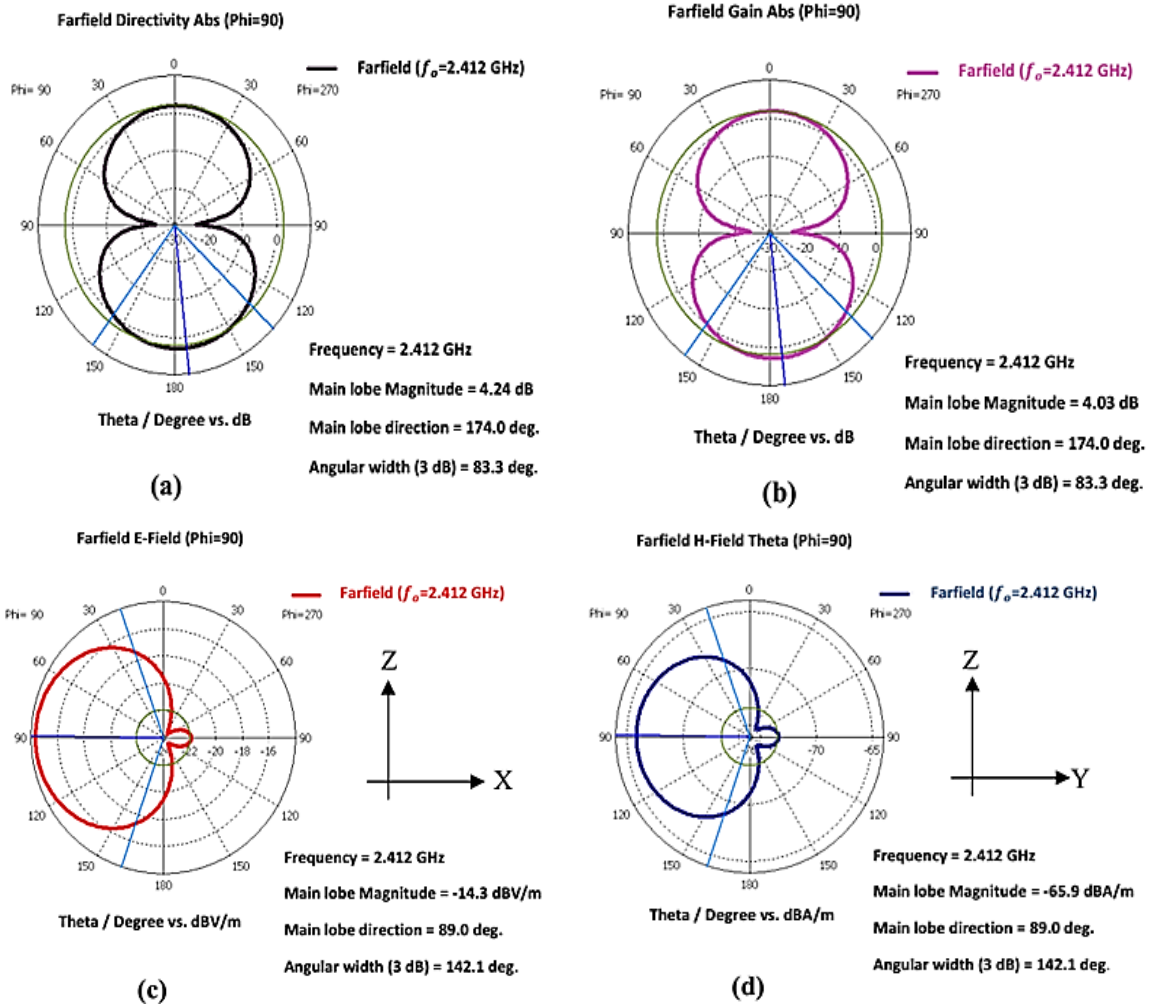 Farfield Directivity Abs (Phi=90)
Farfield (fo=2.412 GHz)
0
Phi= 90
30
30
Phi=270
60
60
90
-30
-20
-10
0
90
120
120
150
150
180
Frequency = 2.412 GHz
Main lobe Magnitude = 4.24 dB
Main lobe direction = 174.0 deg.
Angular width (3 dB) = 83.3 deg.
Theta / Degree vs. dB
(a)
Farfield Gain Abs (Phi=90)
Farfield (fo=2.412 GHz)
0
Phi= 90
30
30
Phi=270
60
60
90
-30
-20
-10
0
90
120
120
150
150
180
Frequency = 2.412 GHz
Main lobe Magnitude = 4.03 dB
Main lobe direction = 174.0 deg.
Angular width (3 dB) = 83.3 deg.
Theta / Degree vs. dB
(b)
Farfield E-Field (Phi=90)
Farfield (fo=2.412 GHz)
0
Phi= 90
30
30
Phi=270
60
60
90
-22
-20
-18
-16
90
120
120
150
150
180
Z
X
Frequency = 2.412 GHz
Main lobe Magnitude = -14.3 dBV/m
Main lobe direction = 89.0 deg.
Angular width (3 dB) = 142.1 deg.
Theta / Degree vs. dBV/m
(c)
Farfield H-Field Theta (Phi=90)
Farfield (fo=2.412 GHz)
0
Phi= 90
30
30
Phi=270
60
60
90
-70
-65
90
120
120
150
150
180
Z
Y
Frequency = 2.412 GHz
Main lobe Magnitude = -65.9 dBA/m
Main lobe direction = 89.0 deg.
Angular width (3 dB) = 142.1 deg.
Theta / Degree vs. dBA/m
(d)